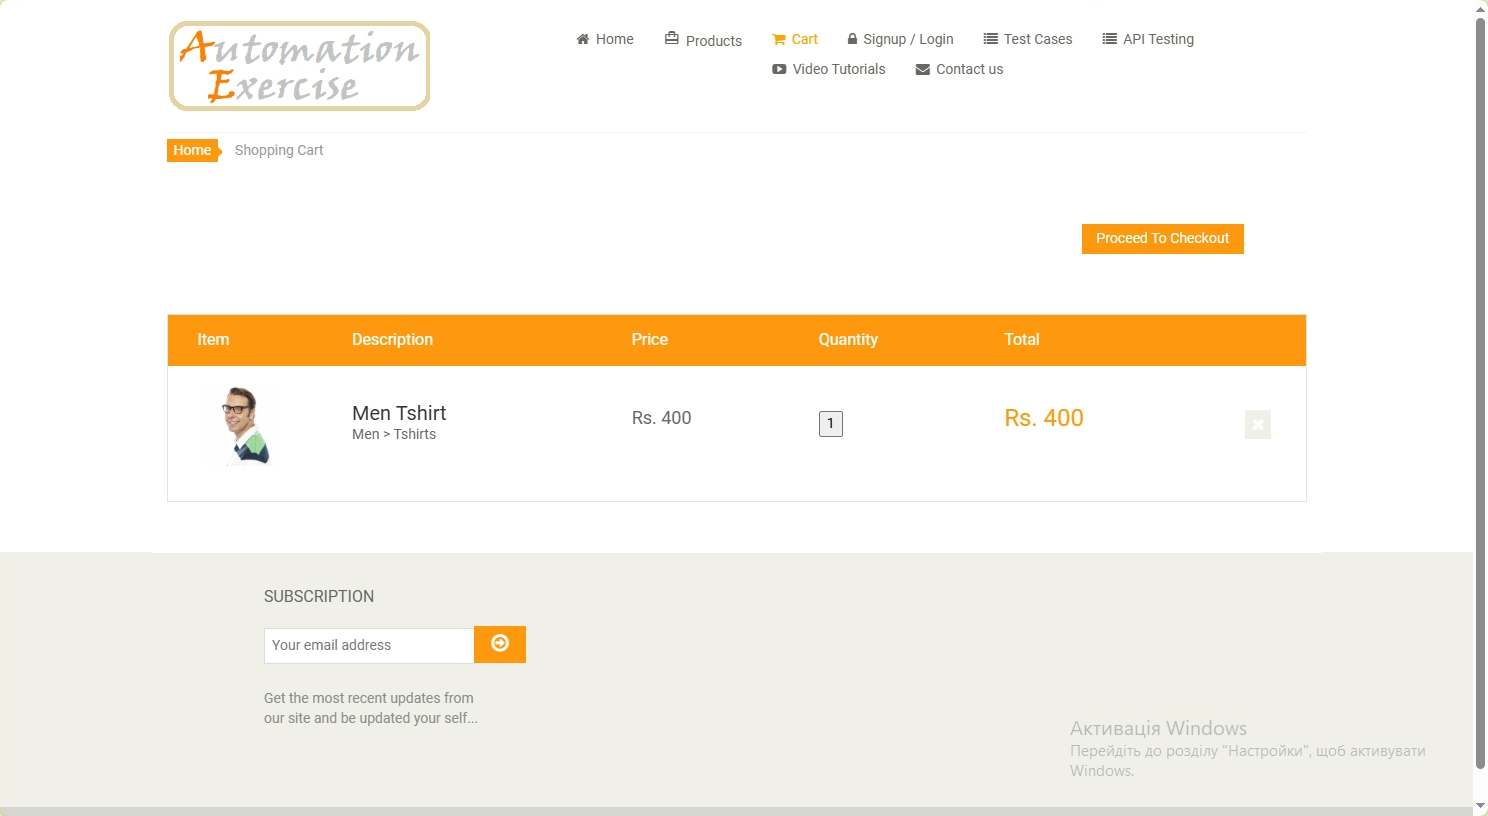 Automation
Exercise
Home
Products
Cart
Signup / Login
Test Cases
API Testing
Video Tutorials
Contact us
Home
Shopping Cart
Proceed To Checkout
Item Description Price Quantity Total
Men Tshirt
Men > Tshirts
Rs. 400
1
Rs. 400
SUBSCRIPTION
Your email address
Get the most recent updates from
our site and be updated your self...
Активація Windows
Перейдіть до розділу "Настройки", щоб активувати
Windows.